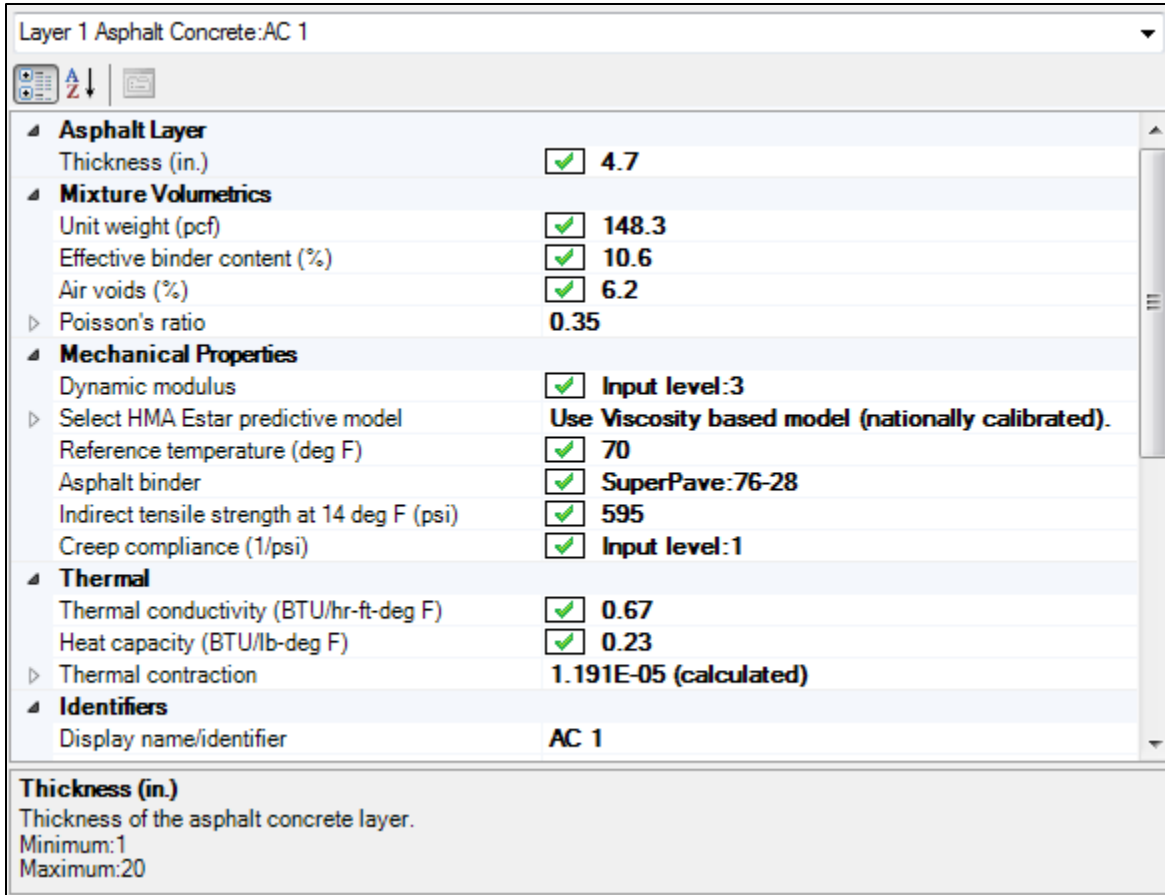 Layer 1 Asphalt Concrete:AC 1
A Z
Asphalt Layer
Thickness (in.) 4.7
Mixture Volumetrics
Unit weight (pcf) 148.3
Effective binder content (%) 10.6
Air voids (%) 6.2
Poisson's ratio 0.35
Mechanical Properties
Dynamic modulus Input level:3
Select HMA Estar predictive model Use Viscosity based model (nationally calibrated).
Reference temperature (deg F) 70
Asphalt binder SuperPave:76-28
Indirect tensile strength at 14 deg F (psi) 595
Creep compliance (1/psi) Input level:1
Thermal
Thermal conductivity (BTU/hr-ft-deg F) 0.67
Heat capacity (BTU/lb-deg F) 0.23
Thermal contraction 1.191E-05 (calculated)
Identifiers
Display name/identifier AC 1
Thickness (in.)
Thickness of the asphalt concrete layer.
Minimum:1
Maximum:20